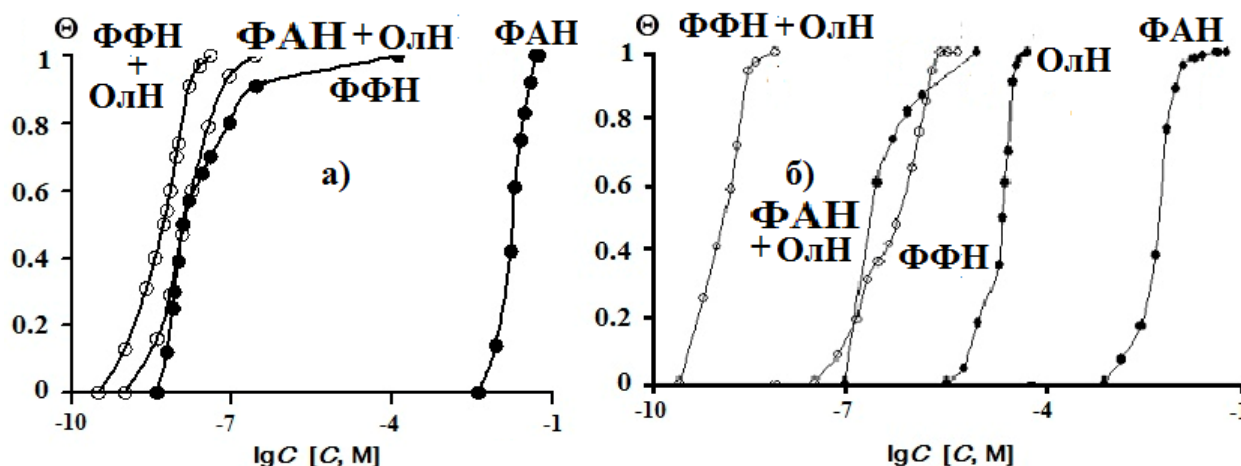 Θ ФФН ФАН + ОлН ФАН
+
ОлН
ФФН
1
0.8
0.6
0.4
0.2
0
а)
-10 -7 -4 -1
lgC [C, M]
Θ ФФН + ОлН ФАН
ОлН
1
0.8
0.6
0.4
0.2
0
б)
ФАН
+ ОлН
ФФН
-10 -7 -4 -1
lgC [C, M]